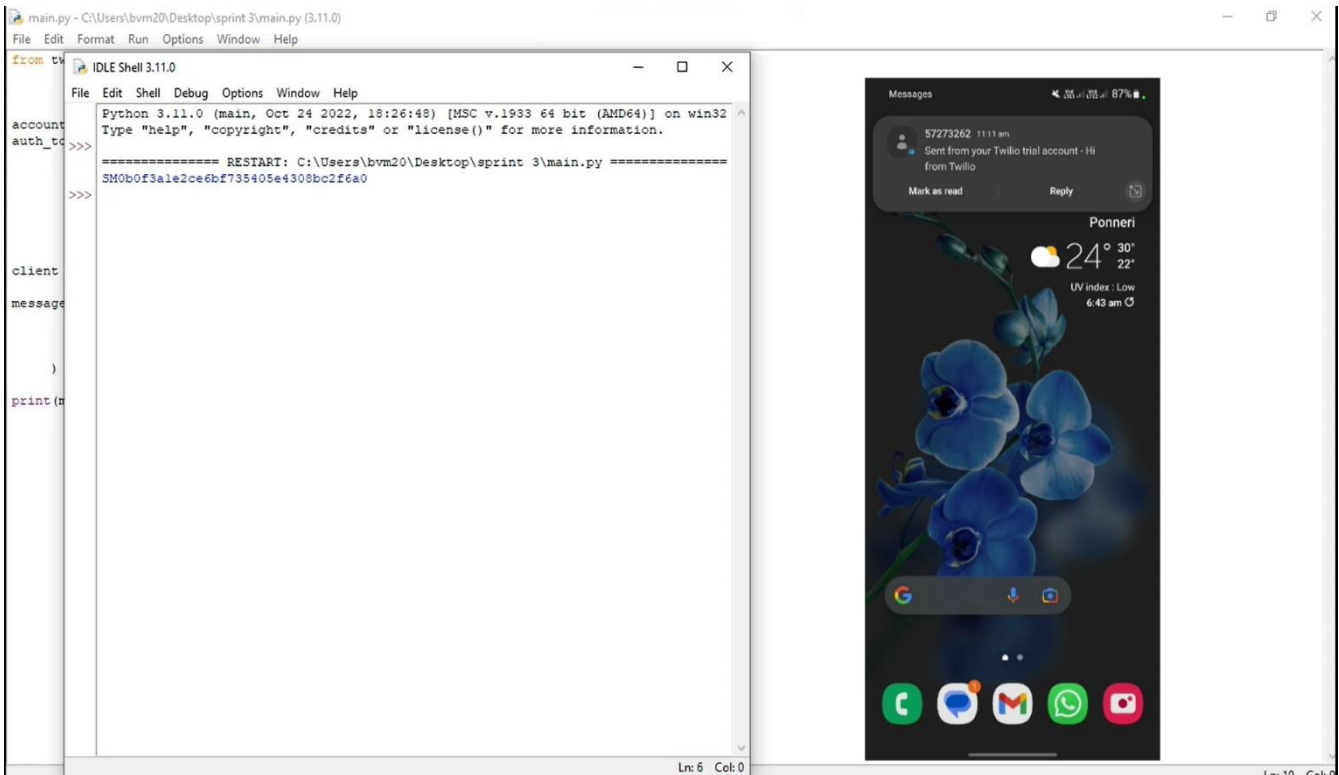 main.py - C:\Users\bvm20\Desktop\sprint 3\main.py (3.11.0)
File Edit Format Run Options Window Help
from tw
account
auth_to
client
message
)
print(m
IDLE Shell 3.11.0
File Edit Shell Debug Options Window Help
Python 3.11.0 (main, Oct 24 2022, 18:26:48) [MSC v.1933 64 bit (AMD64)] on win32
Type "help", "copyright", "credits" or "license()" for more information.
>>>
=============== RESTART: C:\Users\bvm20\Desktop\sprint 3\main.py ===============
SM0b0f3a1e2ce6bf735405e4308bc2f6a0
>>>
Ln: 6 Col: 0
Messages 87%
57273262 11:11 am
Sent from your Twilio trial account - Hi
from Twilio
Mark as read Reply
Ponneri
24° 30°
22°
UV index : Low
6:43 am
G
1
Ln: 10 Col: 0